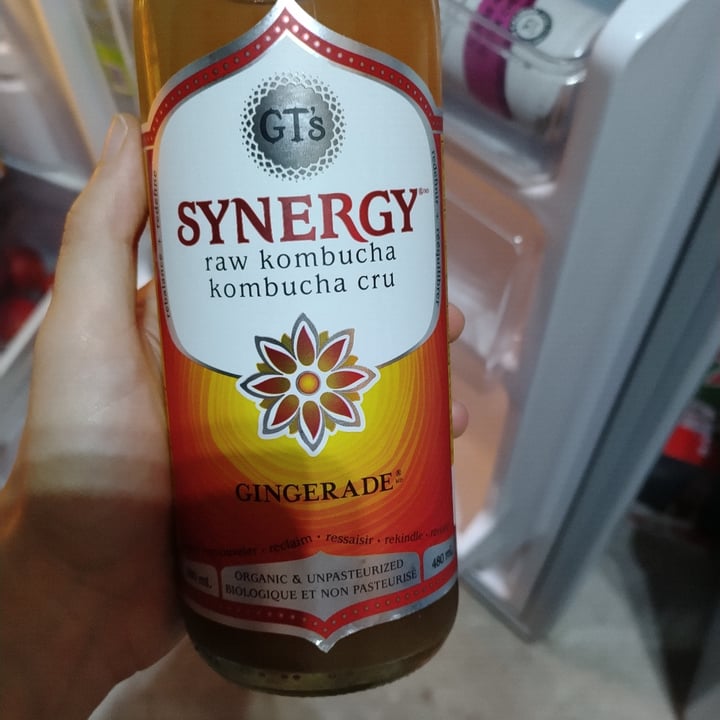 GT's
SYNERGY
raw kombucha
kombucha cru
GINGERADE®
reclaim • ressaisir • rekindle •
ORGANIC & UNPASTEURIZED
BIOLOGIQUE ET NON PASTEURISÉ
480 mL